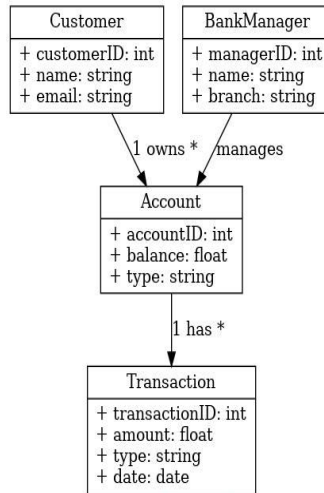 Customer
+ customerID: int
+ name: string
+ email: string
BankManager
+ managerID: int
+ name: string
+ branch: string
1 owns *
manages
Account
+ accountID: int
+ balance: float
+ type: string
1 has *
Transaction
+ transactionID: int
+ amount: float
+ type: string
+ date: date